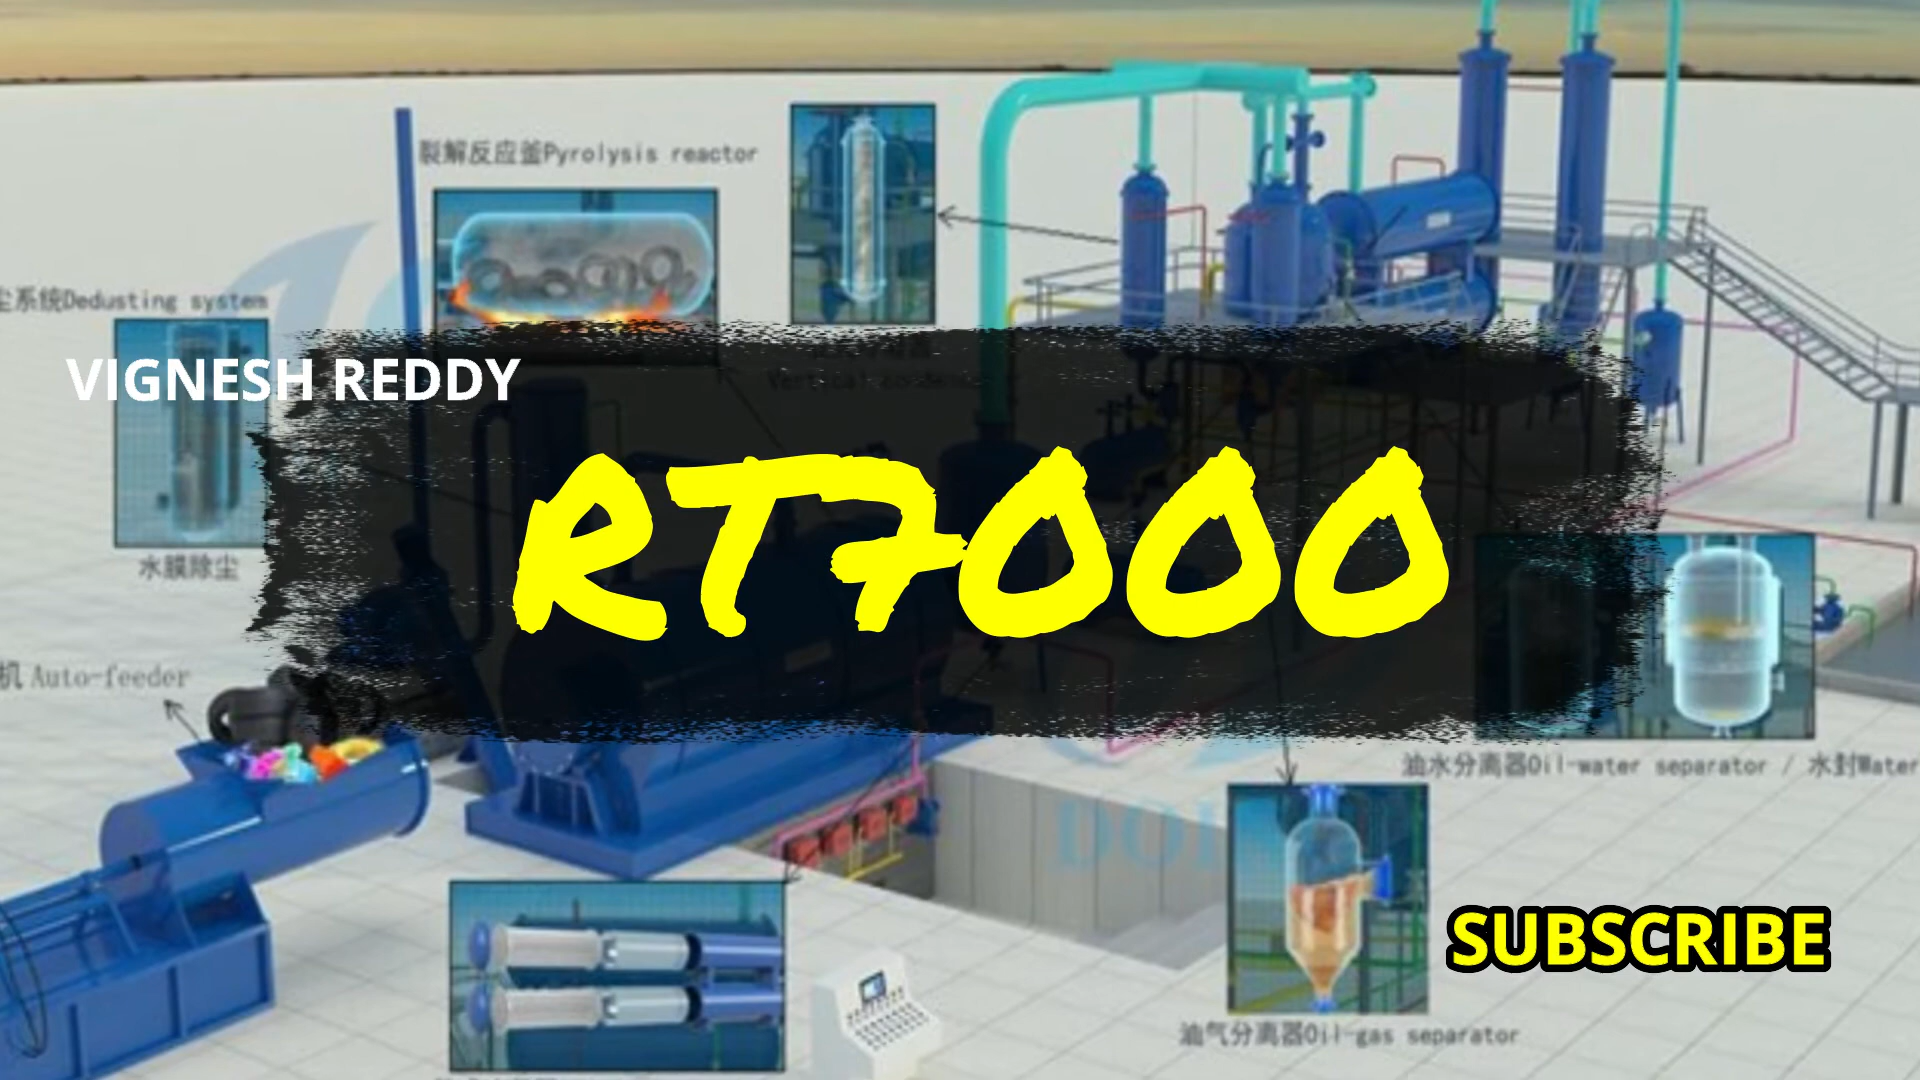 裂解反应釜Pyrolysis reactor
尘系统Dedusting system
VIGNESH REDDY
Vertical
RT7000
水膜除尘
机 Auto-feeder
油水分离器Oil-water separator / 水封Water
SUBSCRIBE
油气分离器Oil-gas separator